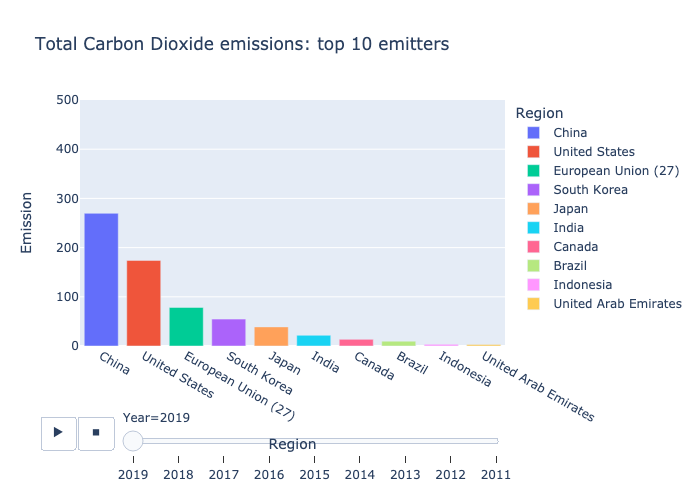 Total Carbon Dioxide emissions: top 10 emitters
500
400
300
200
100
0
Emission
China
United States
European Union (27)
South Korea
Japan
India
Canada
Brazil
Indonesia
United Arab Emirates
Region
Region
China
United States
European Union (27)
South Korea
Japan
India
Canada
Brazil
Indonesia
United Arab Emirates
Year=2019
2019 2018 2017 2016 2015 2014 2013 2012 2011